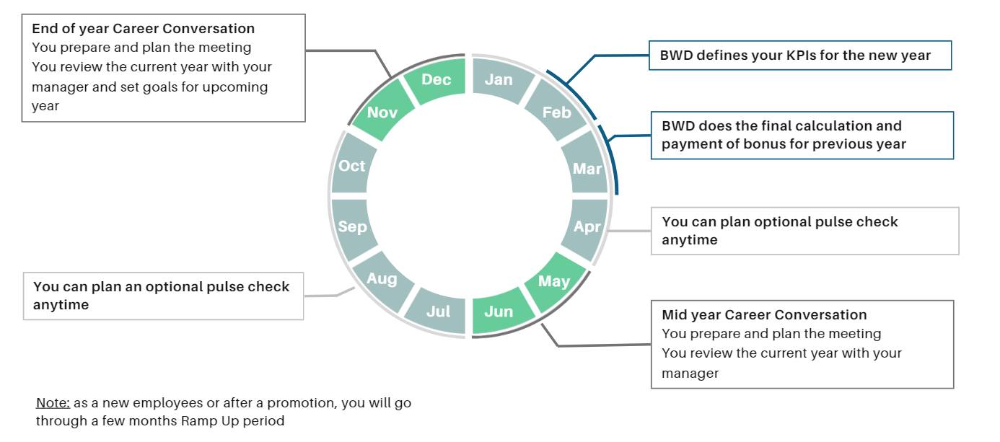 End of year Career Conversation
You prepare and plan the meeting
You review the current year with your
manager and set goals for upcoming
year
Dec
Jan
Nov
Feb
Oct
Mar
Sep
Apr
Aug
May
Jul
Jun
BWD defines your KPIs for the new year
BWD does the final calculation and
payment of bonus for previous year
You can plan optional pulse check
anytime
You can plan an optional pulse check
anytime
Mid year Career Conversation
You prepare and plan the meeting
You review the current year with your
manager
Note: as a new employees or after a promotion, you will go
through a few months Ramp Up period